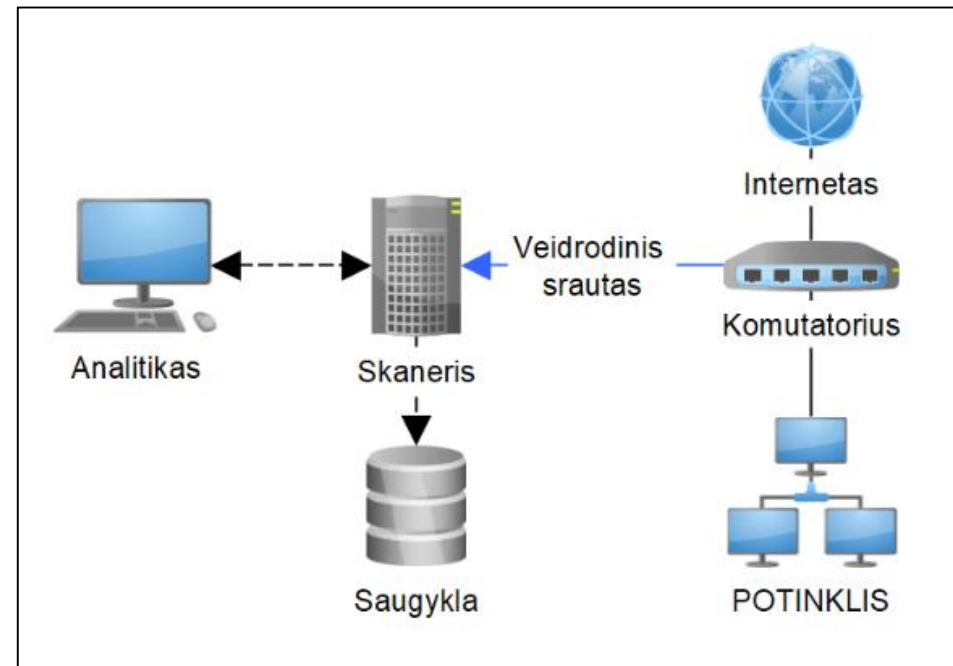 Internetas
Veidrodinis
srautas
Komutatorius
Analitikas
Skaneris
Saugykla
POTINKLIS